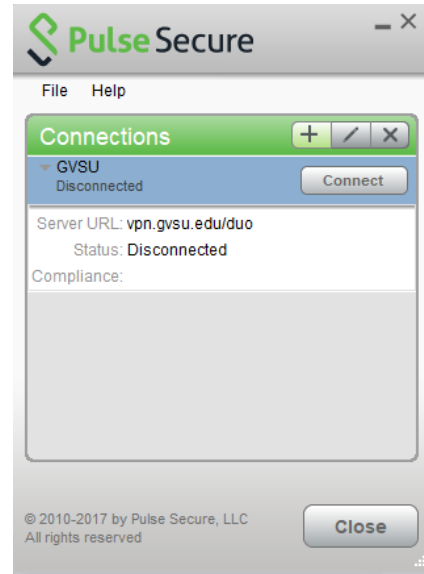 Pulse Secure
File Help
Connections
GVSU
Disconnected
Connect
Server URL: vpn.gvsu.edu/duo
Status: Disconnected
Compliance:
© 2010-2017 by Pulse Secure, LLC
All rights reserved
Close